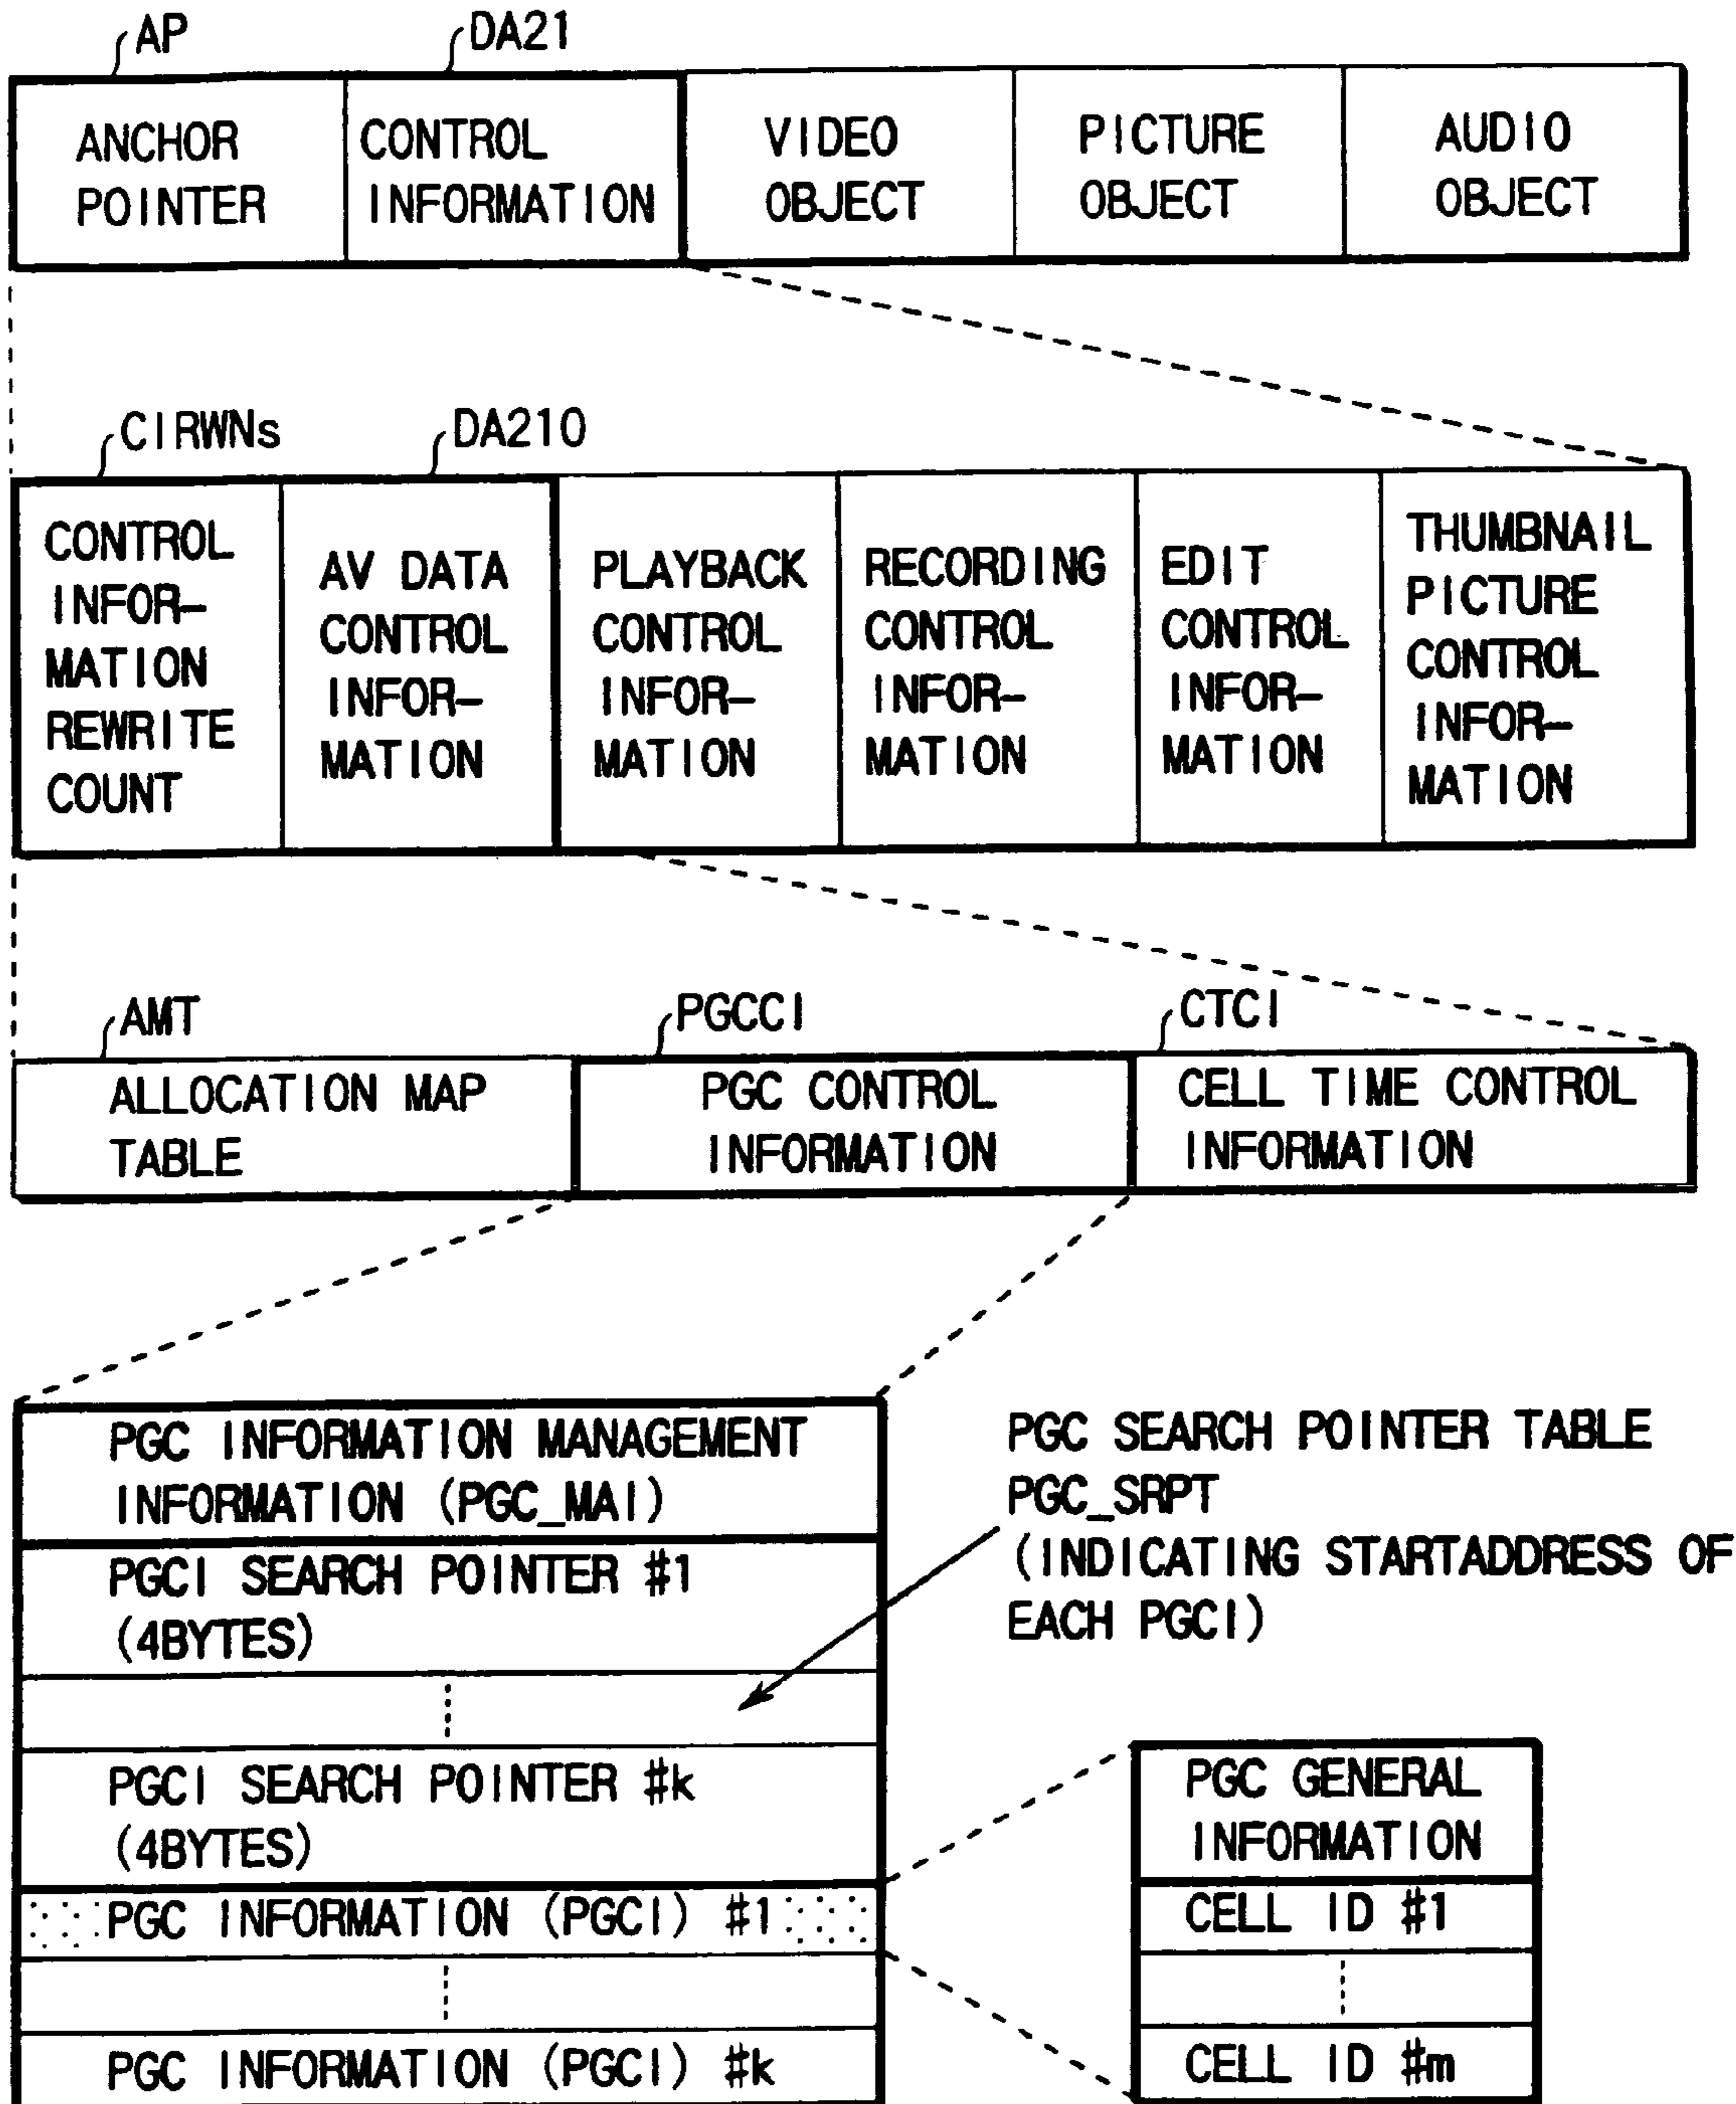 AP
DA21
ANCHOR
POINTER
CONTROL
INFORMATION
VIDEO
OBJECT
PICTURE
OBJECT
AUDIO
OBJECT
CIRWNs
DA210
CONTROL
INFOR-
MATION
REWRITE
COUNT
AV DATA
CONTROL
INFOR-
MATION
PLAYBACK
CONTROL
INFOR-
MATION
RECORDING
CONTROL
INFOR-
MATION
EDIT
CONTROL
INFOR-
MATION
THUMBNAIL
PICTURE
CONTROL
INFOR-
MATION
AMT
PGCCI
CTCI
ALLOCATION MAP
TABLE
PGC CONTROL
INFORMATION
CELL TIME CONTROL
INFORMATION
PGC INFORMATION MANAGEMENT
INFORMATION (PGC_MAI)
PGCI SEARCH POINTER #1
(4BYTES)
PGCI SEARCH POINTER #k
(4BYTES)
PGC INFORMATION (PGCI) #1
PGC INFORMATION (PGCI) #k
PGC SEARCH POINTER TABLE
PGC_SRPT
(INDICATING STARTADDRESS OF
EACH PGCI)
PGC GENERAL
INFORMATION
CELL ID #1
CELL ID #m